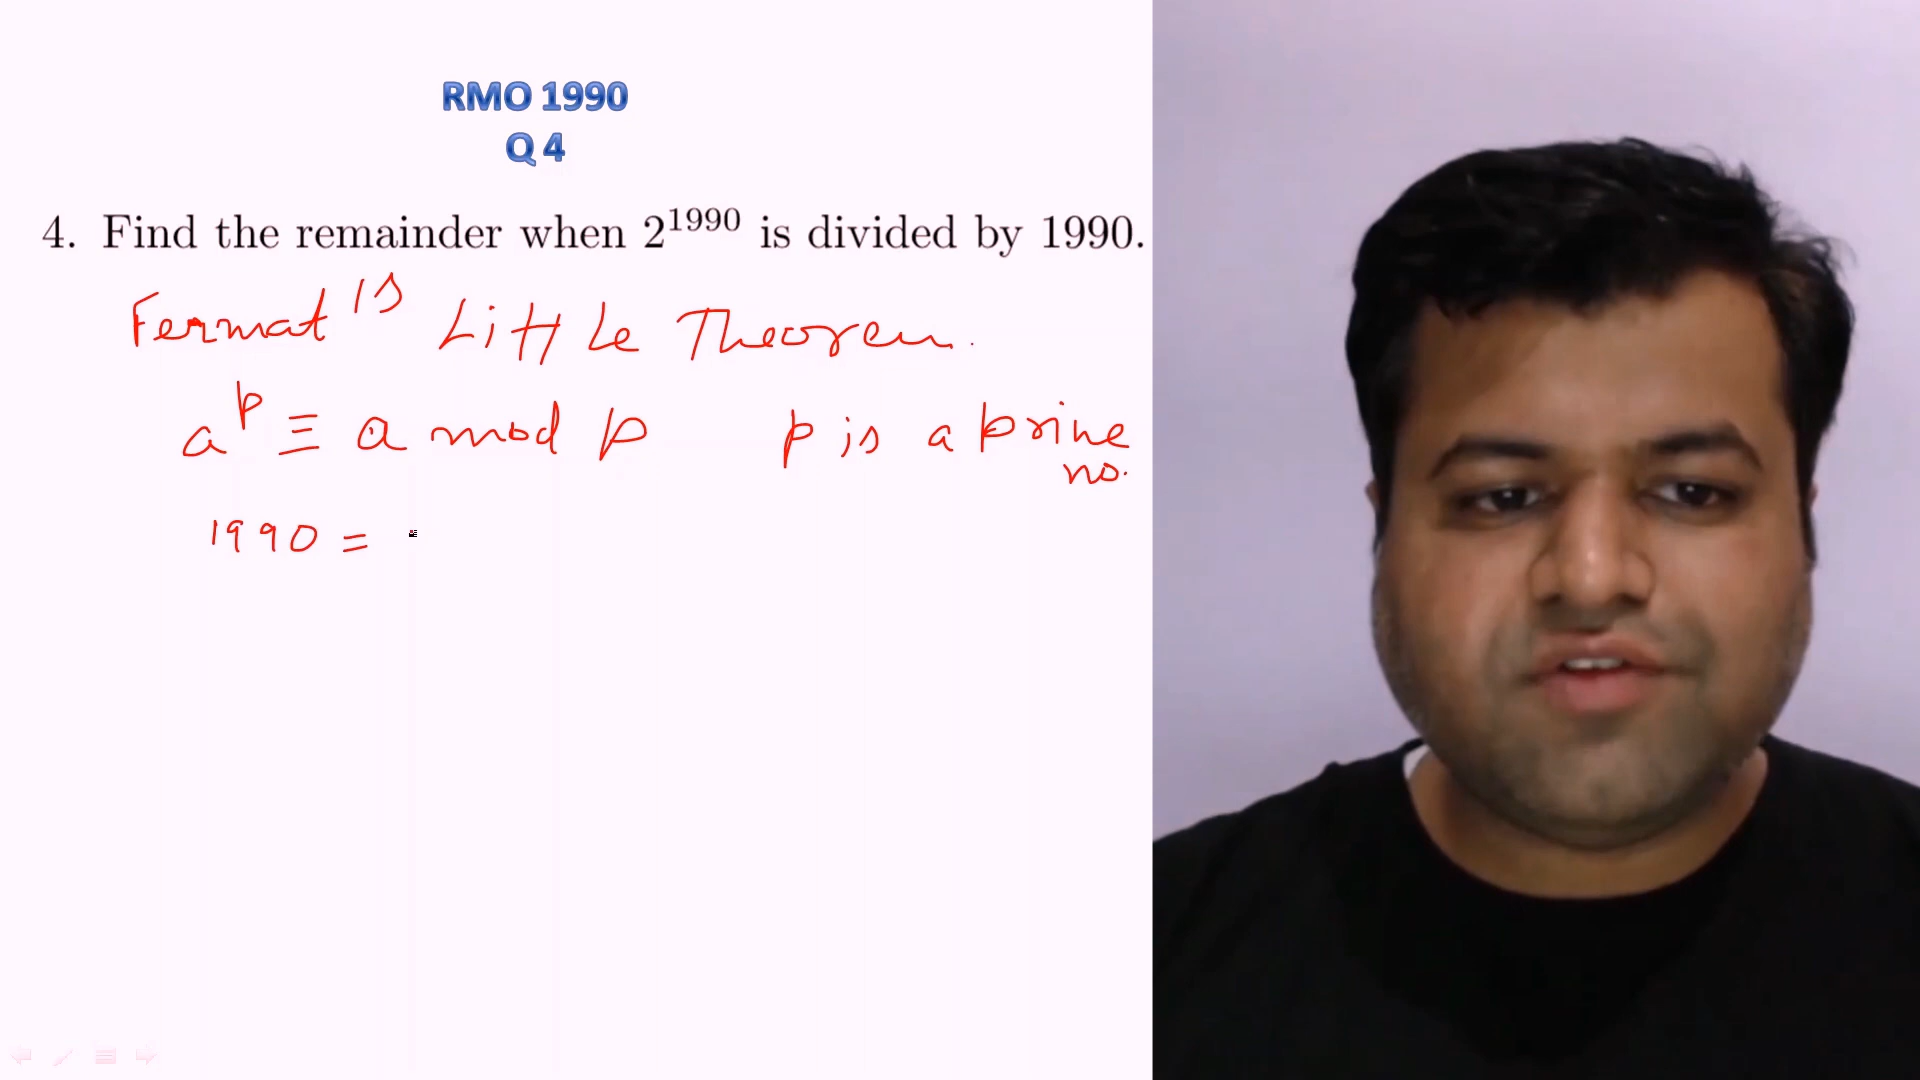 RMO 1990
Q 4
4. Find the remainder when 2^1990 is divided by 1990.
Fermat's Little Theorem.
a^p ≡ a mod p p is a prime no.
1990 =